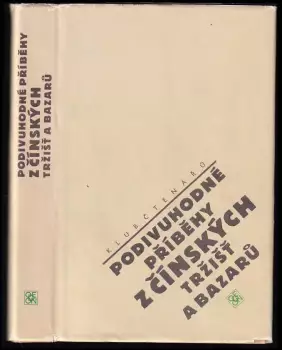 PODIVUHODNÉ PŘÍBĚHY
Z ČÍNSKÝCH
TRŽIŠŤ A BAZARŮ
KLUB ČTENÁŘŮ
PODIVUHODNÉ
PŘÍBĚHY
Z ČÍNSKÝCH
TRŽIŠŤ
A BAZARŮ